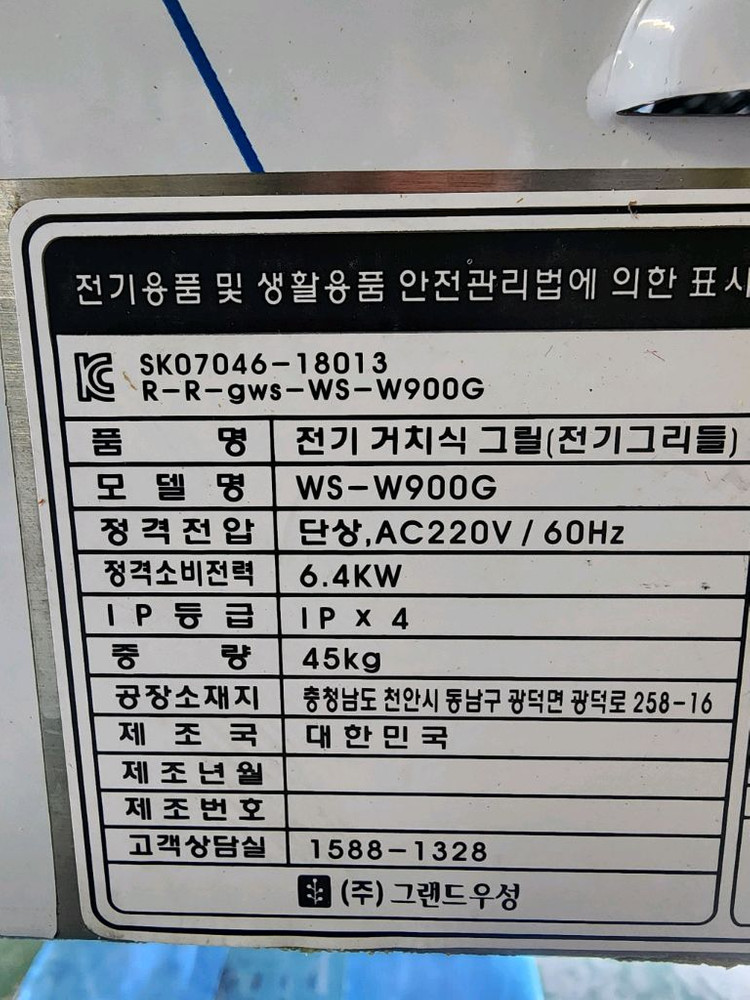 전기용품 및 생활용품 안전관리법에 의한 표시
SK07046-18013
R-R-gws-WS-W900G
품 명 전기 거치식 그릴(전기그리들)
모 델 명 WS-W900G
정격전압 단상,AC220V / 60Hz
정격소비전력 6.4KW
IP 등 급 IP x 4
중 량 45kg
공장소재지 충청남도 천안시 동남구 광덕면 광덕로 258-16
제 조 국 대한민국
제조년월
제조번호
고객상담실 1588-1328
(주) 그랜드우성